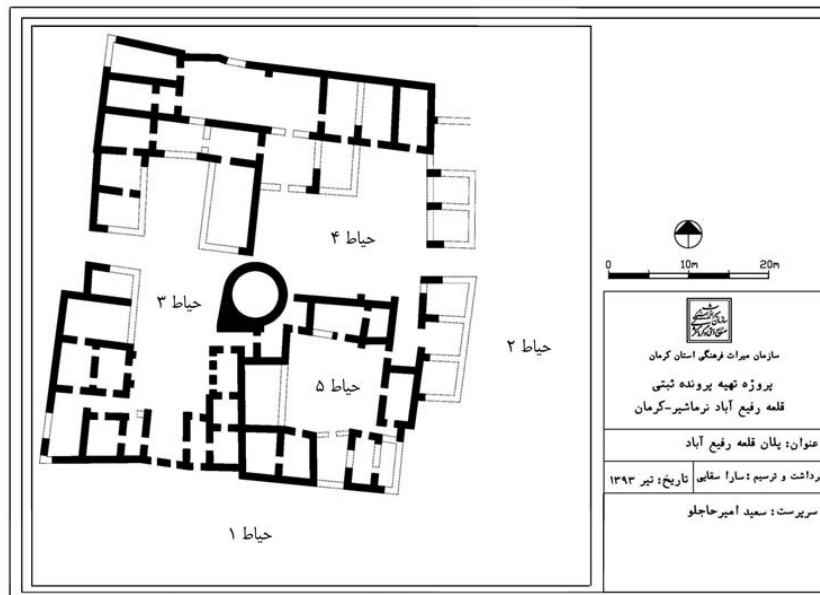 حیاط ۴
حیاط ۳
حیاط ۲
حیاط ۵
حیاط ۱
0 10m 20m
سازمان میراث فرهنگی استان کرمان
پروژه تهیه پرونده ثبتی
قلعه رفیع آباد نرماشیر-کرمان
عنوان: پلان قلعه رفیع آباد
برداشت و ترسیم: سارا سقایی
تاریخ: تیر ۱۳۹۳
سرپرست: سعید امیرحاجلو